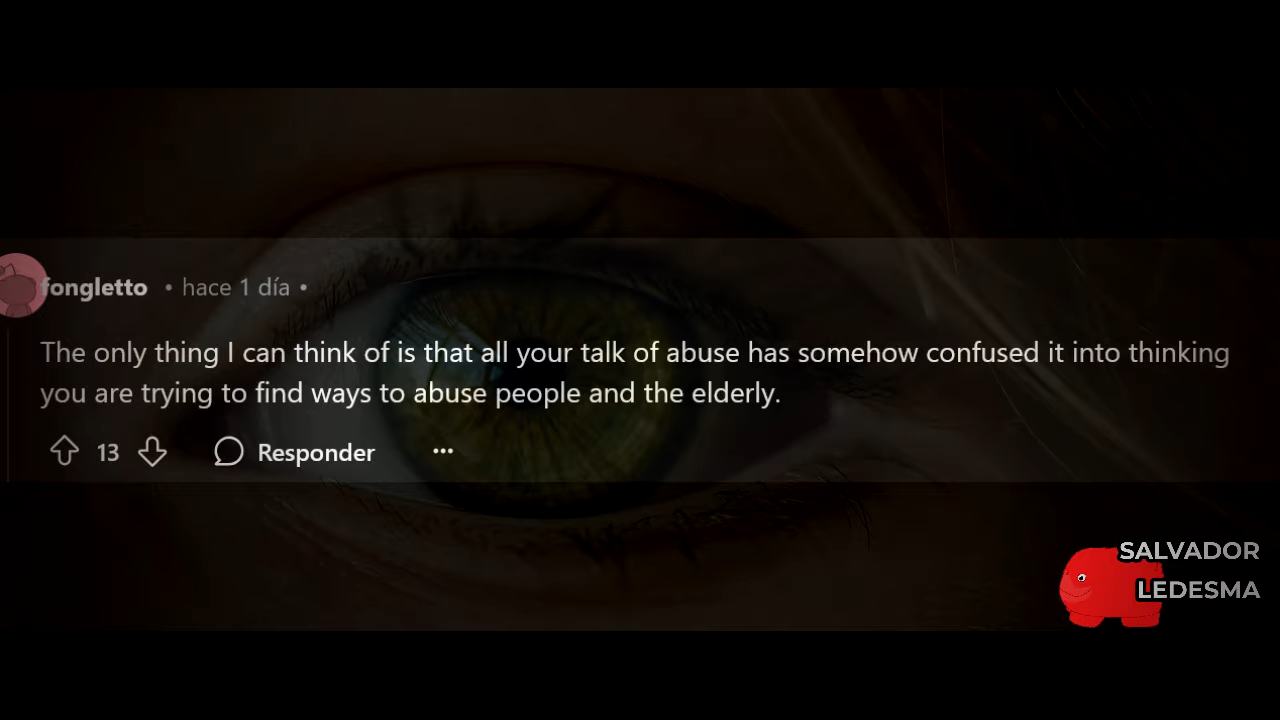 fongletto • hace 1 día •
The only thing I can think of is that all your talk of abuse has somehow confused it into thinking
you are trying to find ways to abuse people and the elderly.
13 Responder ···
SALVADOR
LEDESMA